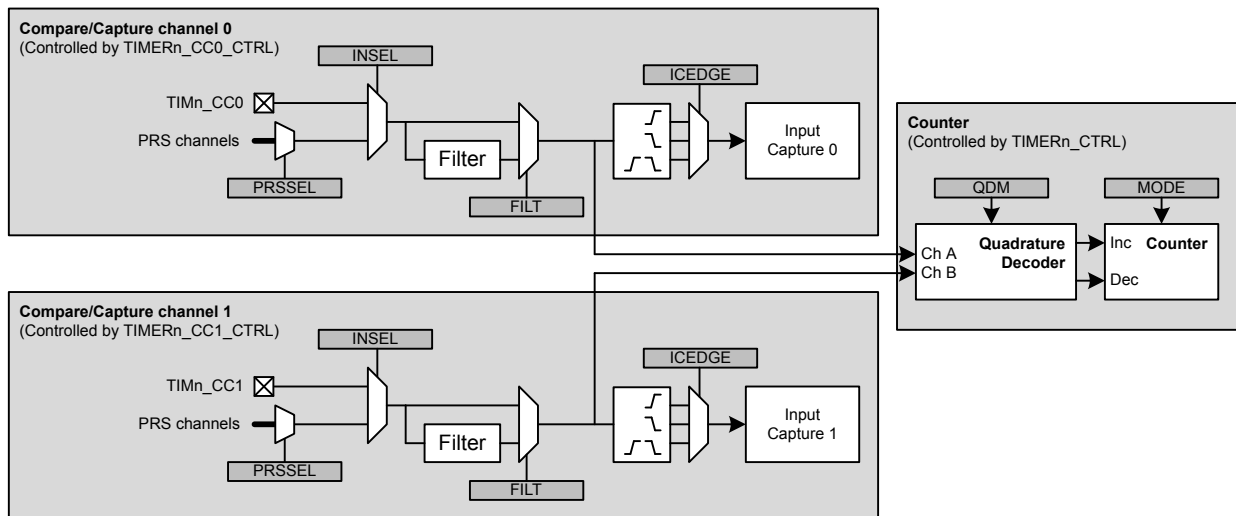 Compare/Capture channel 0
(Controlled by TIMERn_CC0_CTRL)
INSEL
ICEDGE
TIMn_CC0
PRS channels
Filter
Input
Capture 0
PRSSEL
FILT
Counter
(Controlled by TIMERn_CTRL)
QDM
MODE
Ch A
Ch B
Quadrature
Decoder
Inc
Counter
Dec
Compare/Capture channel 1
(Controlled by TIMERn_CC1_CTRL)
INSEL
ICEDGE
TIMn_CC1
PRS channels
Filter
Input
Capture 1
PRSSEL
FILT